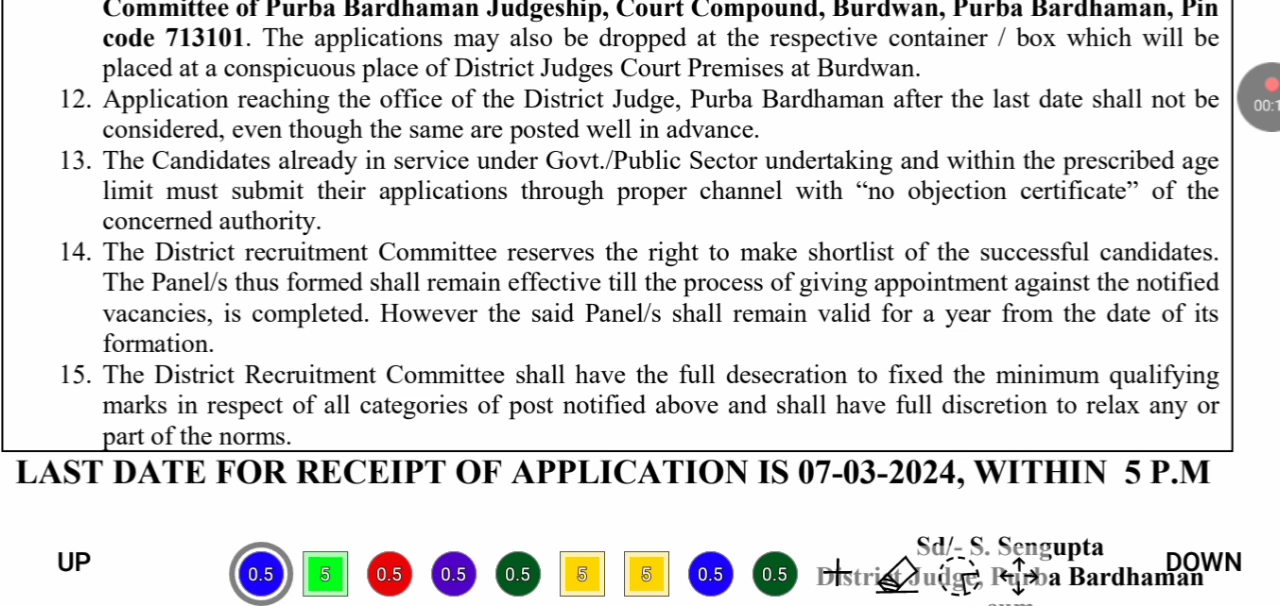 Committee of Purba Bardhaman Judgeship, Court Compound, Burdwan, Purba Bardhaman, Pin
code 713101. The applications may also be dropped at the respective container / box which will be
placed at a conspicuous place of District Judges Court Premises at Burdwan.
12. Application reaching the office of the District Judge, Purba Bardhaman after the last date shall not be
considered, even though the same are posted well in advance.
13. The Candidates already in service under Govt./Public Sector undertaking and within the prescribed age
limit must submit their applications through proper channel with “no objection certificate” of the
concerned authority.
14. The District recruitment Committee reserves the right to make shortlist of the successful candidates.
The Panel/s thus formed shall remain effective till the process of giving appointment against the notified
vacancies, is completed. However the said Panel/s shall remain valid for a year from the date of its
formation.
15. The District Recruitment Committee shall have the full desecration to fixed the minimum qualifying
marks in respect of all categories of post notified above and shall have full discretion to relax any or
part of the norms.
LAST DATE FOR RECEIPT OF APPLICATION IS 07-03-2024, WITHIN 5 P.M
Sd/- S. Sengupta
District Judge, Purba Bardhaman
UP 0.5 5 0.5 0.5 0.5 5 5 0.5 0.5 DOWN